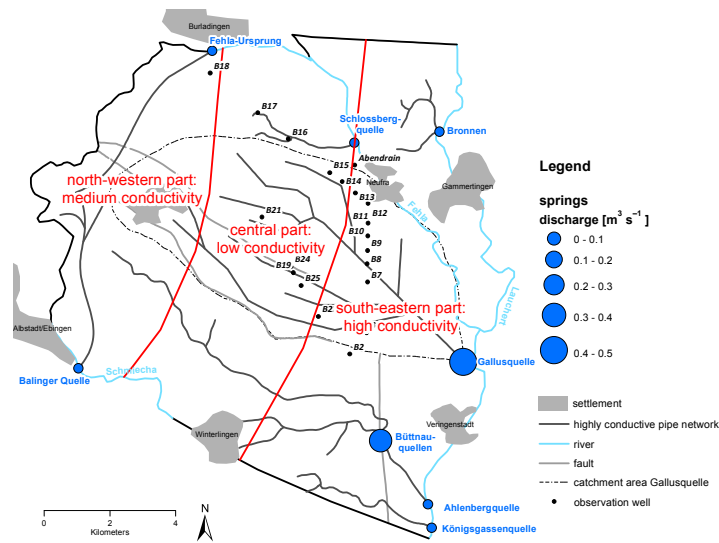 Burladingen
Fehla-Ursprung
B18
B17
B16
Schlossberg-
quelle
Bronnen
Abendrain
B15
B14
Neufra
Gammertingen
B13
north-western part:
medium conductivity
B21
B12
B11
Fehla
central part:
low conductivity
B10
B9
B24
B8
B19
B7
B25
Lauchert
south-eastern part:
high conductivity
B2
Albstadt/Ebingen
B2
Gallusquelle
Balinger Quelle
Schmiecha
Winterlingen
Veringenstadt
Büttnau-
quellen
Ahlenbergquelle
Königsgassenquelle
N
0 2 4
Kilometers
Legend
springs
discharge [m³ s⁻¹ ]
0 - 0.1
0.1 - 0.2
0.2 - 0.3
0.3 - 0.4
0.4 - 0.5
settlement
highly conductive pipe network
river
fault
catchment area Gallusquelle
observation well